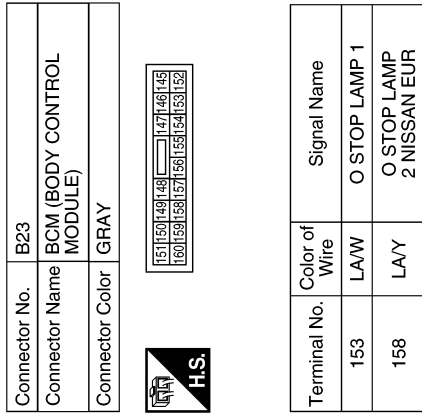 Connector No. B23
Connector Name BCM (BODY CONTROL
MODULE)
Connector Color GRAY
H.S.
151 150 149 148 147 146 145
160 159 158 157 156 155 154 153 152
Terminal No. Color of
Wire Signal Name
153 LA/W O STOP LAMP 1
158 LA/Y O STOP LAMP
2 NISSAN EUR